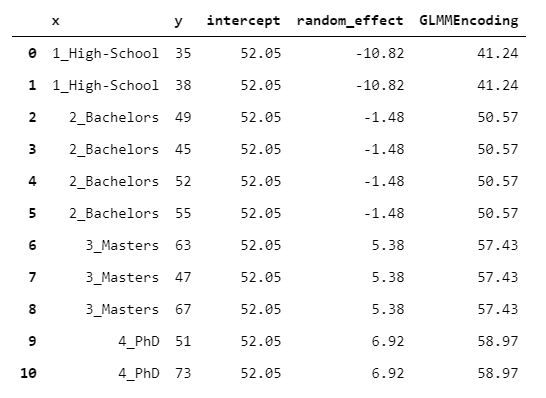 x y intercept random_effect GLMMEncoding
0 1_High-School 35 52.05 -10.82 41.24
1 1_High-School 38 52.05 -10.82 41.24
2 2_Bachelors 49 52.05 -1.48 50.57
3 2_Bachelors 45 52.05 -1.48 50.57
4 2_Bachelors 52 52.05 -1.48 50.57
5 2_Bachelors 55 52.05 -1.48 50.57
6 3_Masters 63 52.05 5.38 57.43
7 3_Masters 47 52.05 5.38 57.43
8 3_Masters 67 52.05 5.38 57.43
9 4_PhD 51 52.05 6.92 58.97
10 4_PhD 73 52.05 6.92 58.97